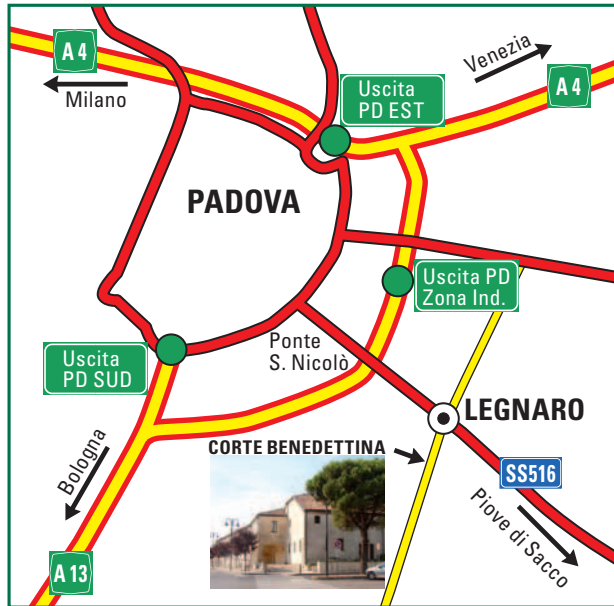 A4
Milano
Uscita
PD EST
Venezia
A4
PADOVA
Uscita PD
Zona Ind.
Uscita
PD SUD
Ponte
S. Nicolò
LEGNARO
CORTE BENEDETTINA
Bologna
SS516
Piove di Sacco
A13